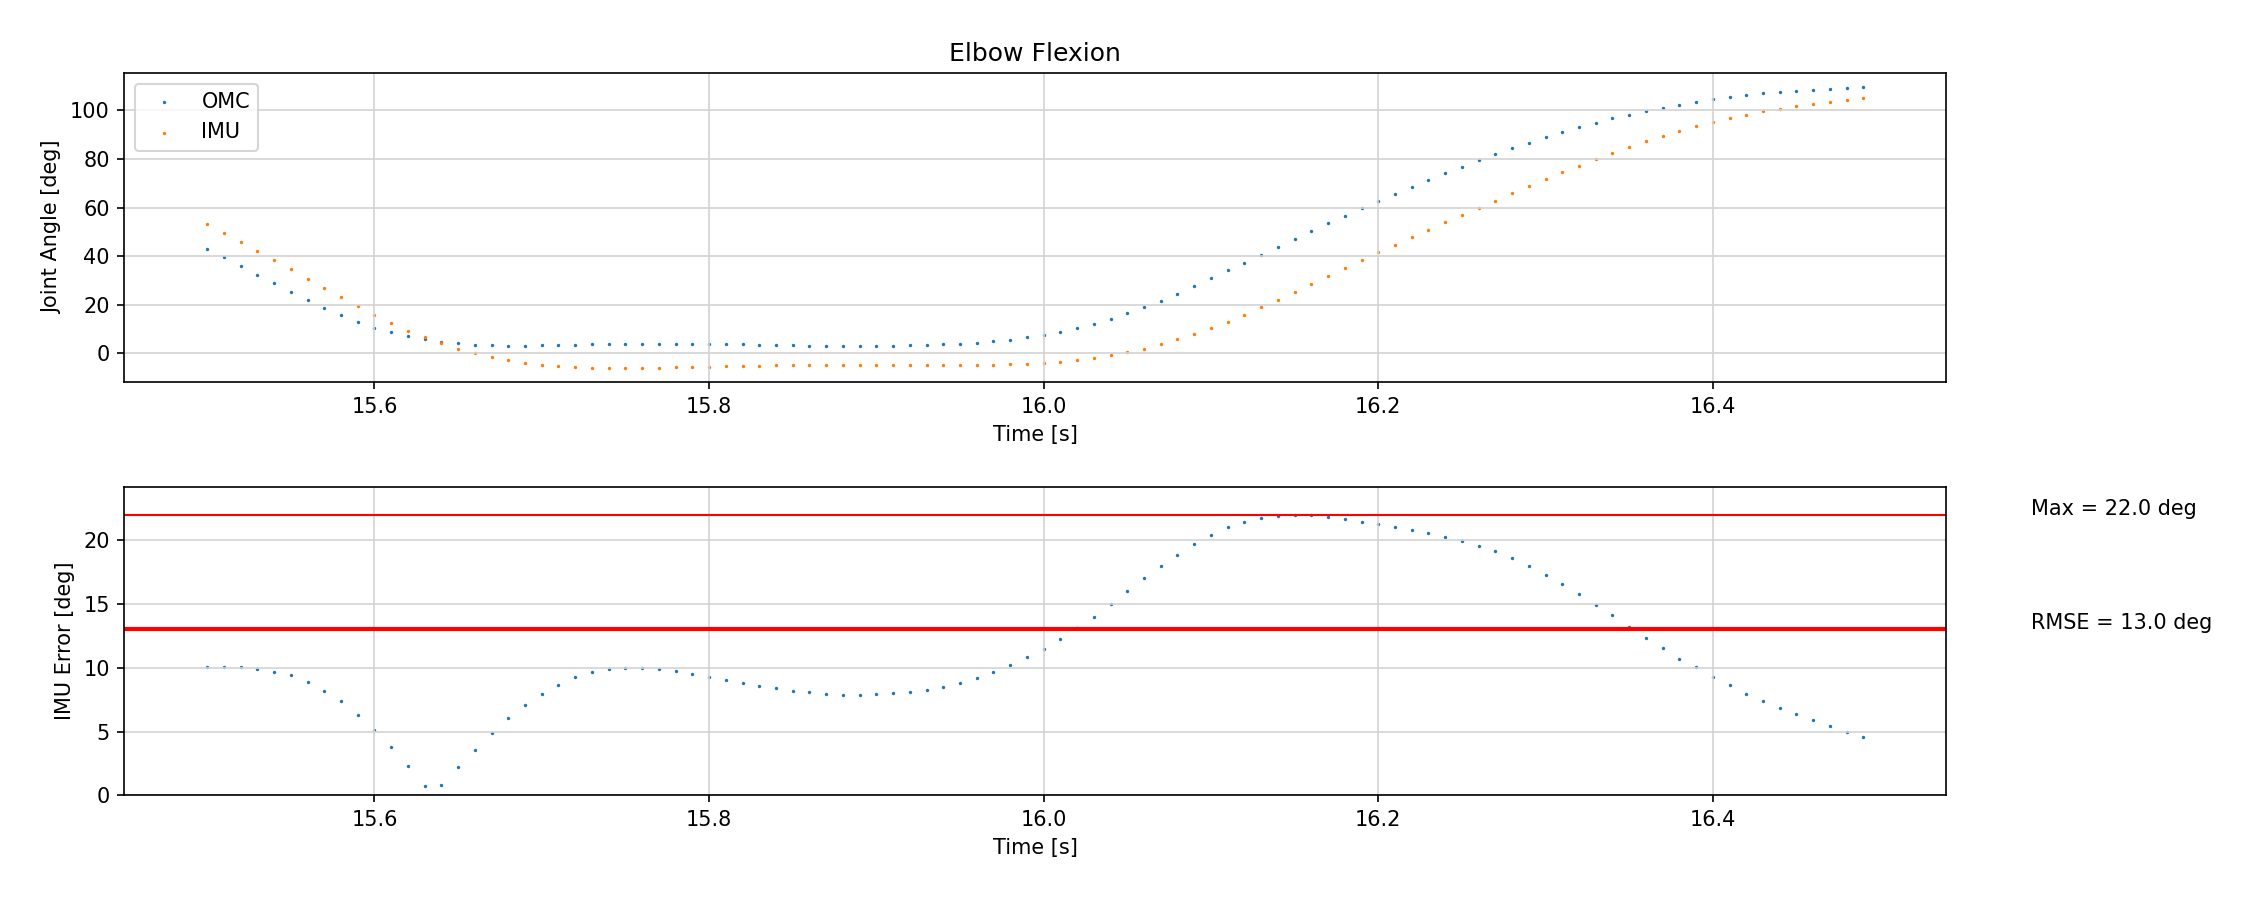 Elbow Flexion
OMC
IMU
Joint Angle [deg]
100
80
60
40
20
0
15.6 15.8 16.0 16.2 16.4
Time [s]
Max = 22.0 deg
RMSE = 13.0 deg
IMU Error [deg]
20
15
10
5
0
15.6 15.8 16.0 16.2 16.4
Time [s]